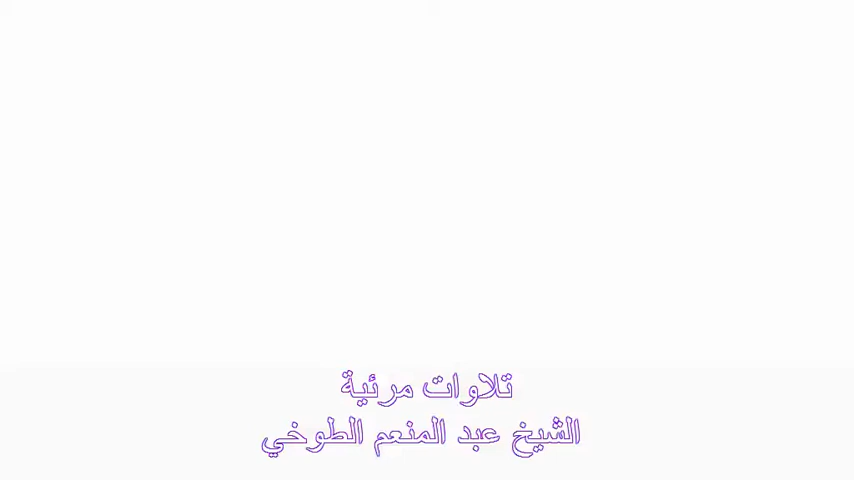 تلاوات مرئية
الشيخ عبد المنعم الطوخي